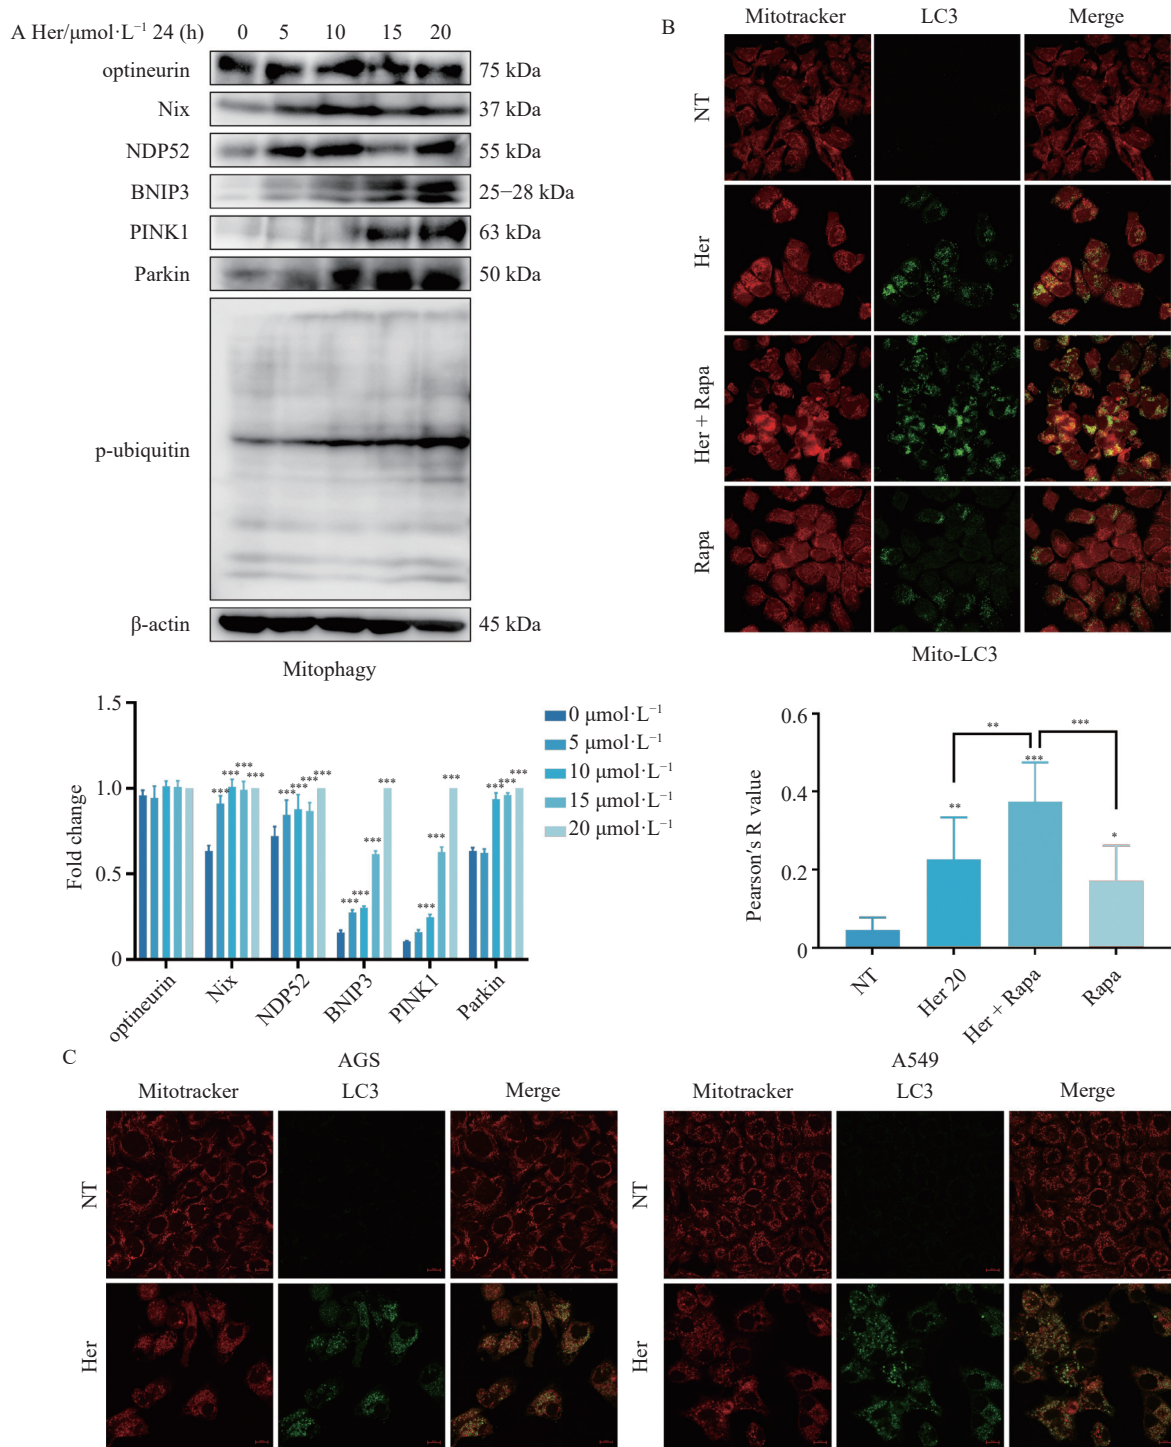 A Her/μmol·L⁻¹ 24 (h) 0 5 10 15 20
optineurin 75 kDa
Nix 37 kDa
NDP52 55 kDa
BNIP3 25−28 kDa
PINK1 63 kDa
Parkin 50 kDa
p-ubiquitin
β-actin 45 kDa
Mitophagy
Fold change
1.5
1.0
0.5
0
*** *** *** ***
*** *** *** ***
*** *** *** ***
*** *** ***
*** *** ***
optineurin Nix NDP52 BNIP3 PINK1 Parkin
0 μmol·L⁻¹
5 μmol·L⁻¹
10 μmol·L⁻¹
15 μmol·L⁻¹
20 μmol·L⁻¹
B
Mitotracker LC3 Merge
NT
Her
Her + Rapa
Rapa
Mito-LC3
Pearson's R value
0.6
0.4
0.2
0
** ***
** *** *
NT Her 20 Her + Rapa Rapa
C
AGS
Mitotracker LC3 Merge
NT
Her
A549
Mitotracker LC3 Merge
NT
Her